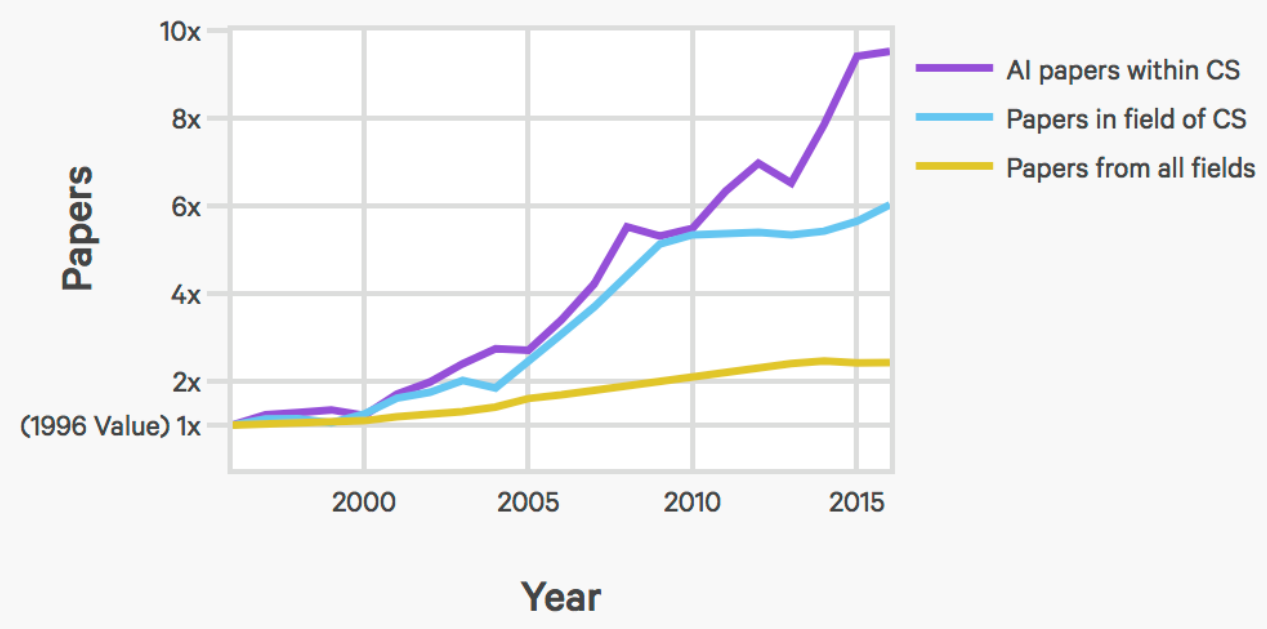 10x
8x
6x
4x
2x
(1996 Value) 1x
Papers
2000 2005 2010 2015
Year
AI papers within CS
Papers in field of CS
Papers from all fields